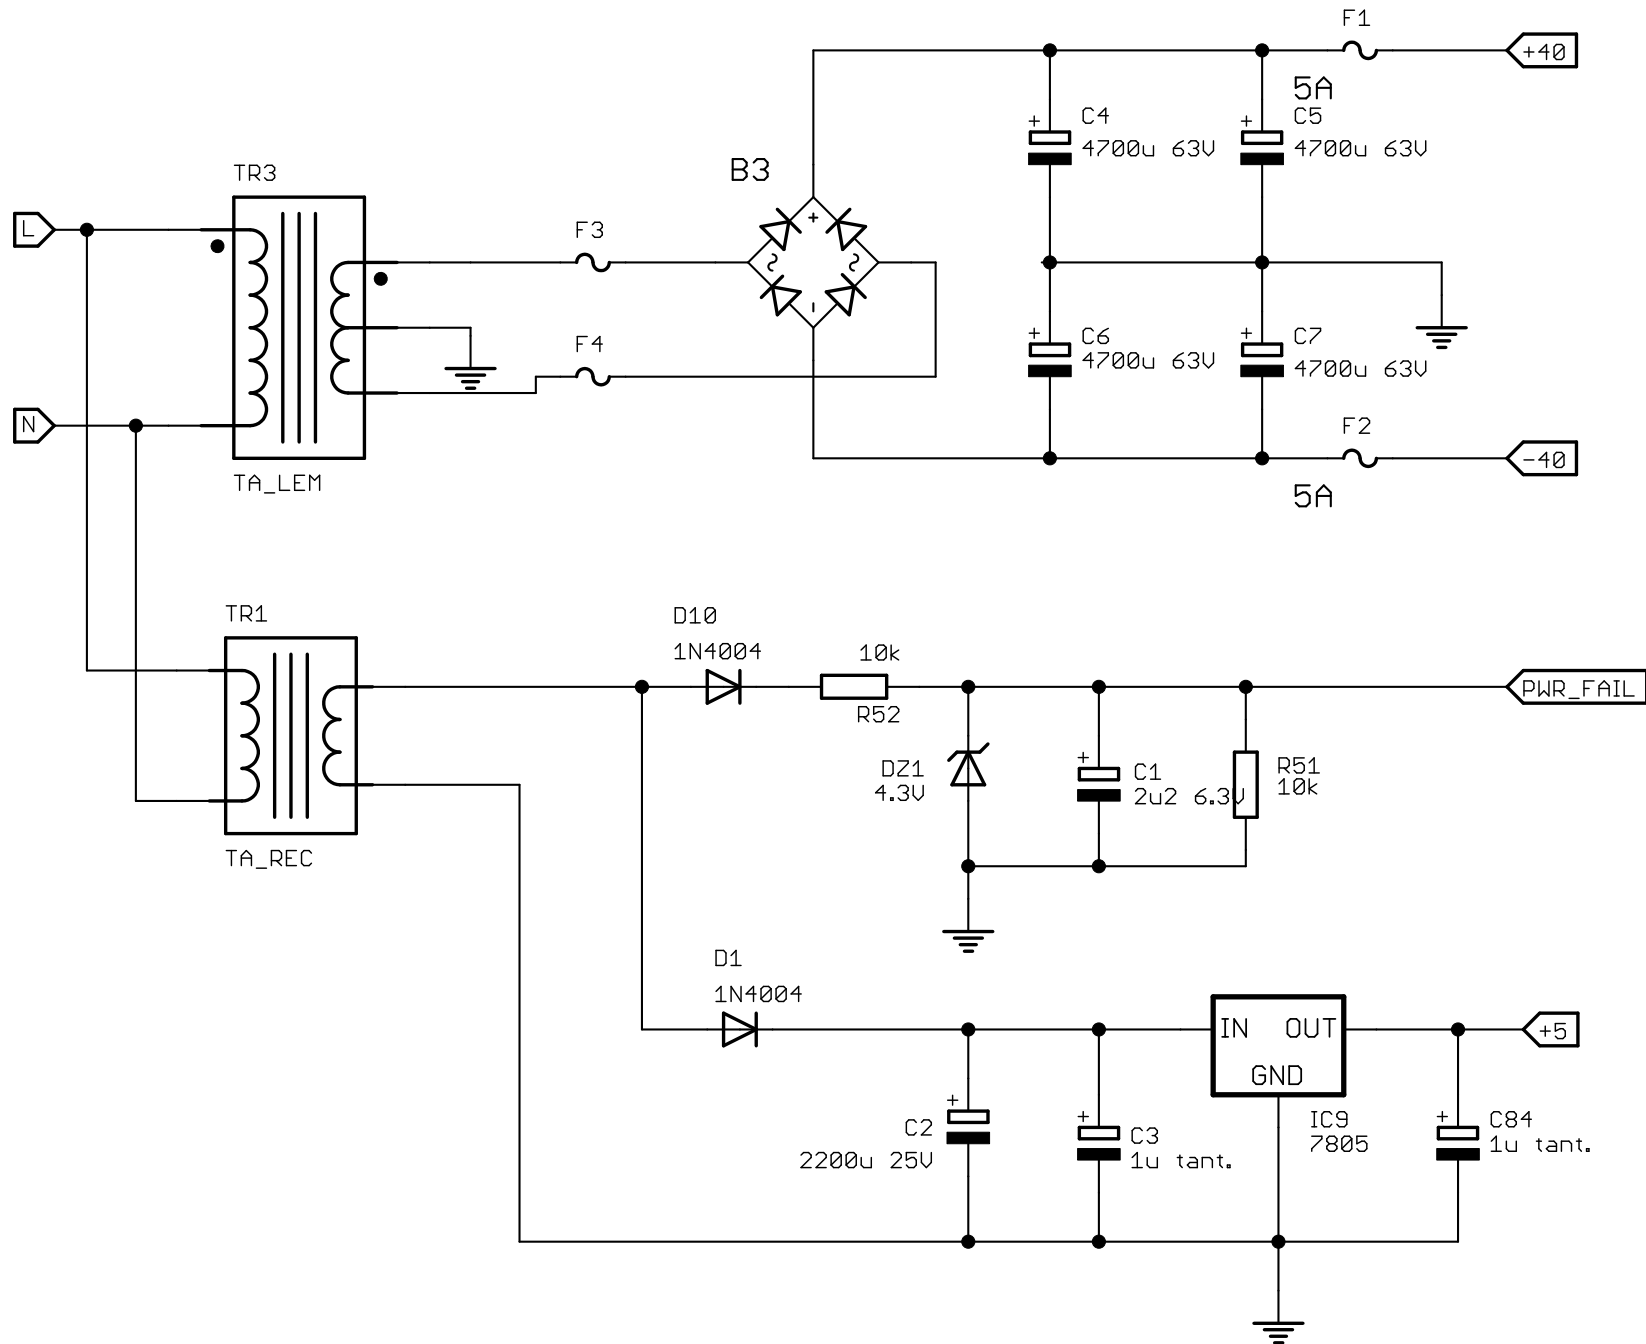 F1
+40
5A
C4
4700u 63V
C5
4700u 63V
B3
TR3
L
F3
+
-
F4
C6
4700u 63V
C7
4700u 63V
N
F2
-40
TA_LEM
5A
TR1
D10
1N4004
10k
R52
PWR_FAIL
DZ1
4.3V
C1
2u2 6.3V
R51
10k
TA_REC
D1
1N4004
IN OUT
GND
+5
C2
2200u 25V
C3
1u tant.
IC9
7805
C84
1u tant.